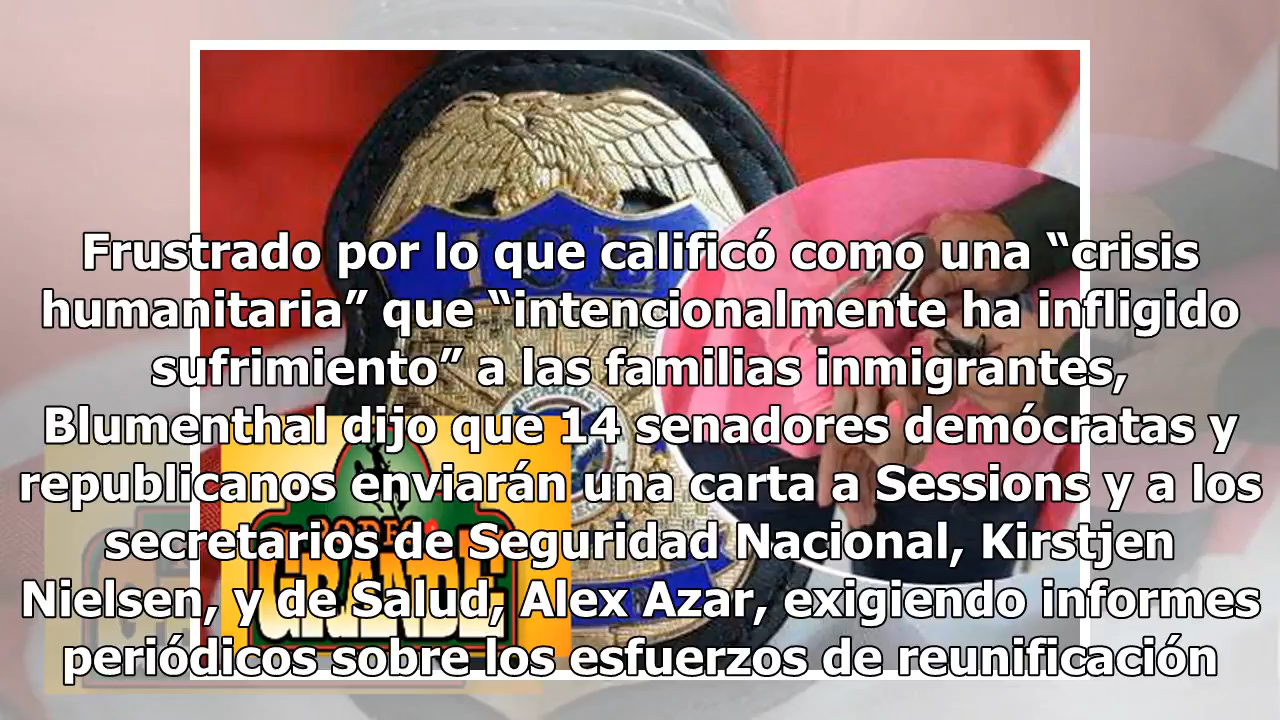 Frustrado por lo que calificó como una “crisis
humanitaria” que “intencionalmente ha infligido
sufrimiento” a las familias inmigrantes,
Blumenthal dijo que 14 senadores demócratas y
republicanos enviarán una carta a Sessions y a los
secretarios de Seguridad Nacional, Kirstjen
Nielsen, y de Salud, Alex Azar, exigiendo informes
periódicos sobre los esfuerzos de reunificación
ICE
GRANDE